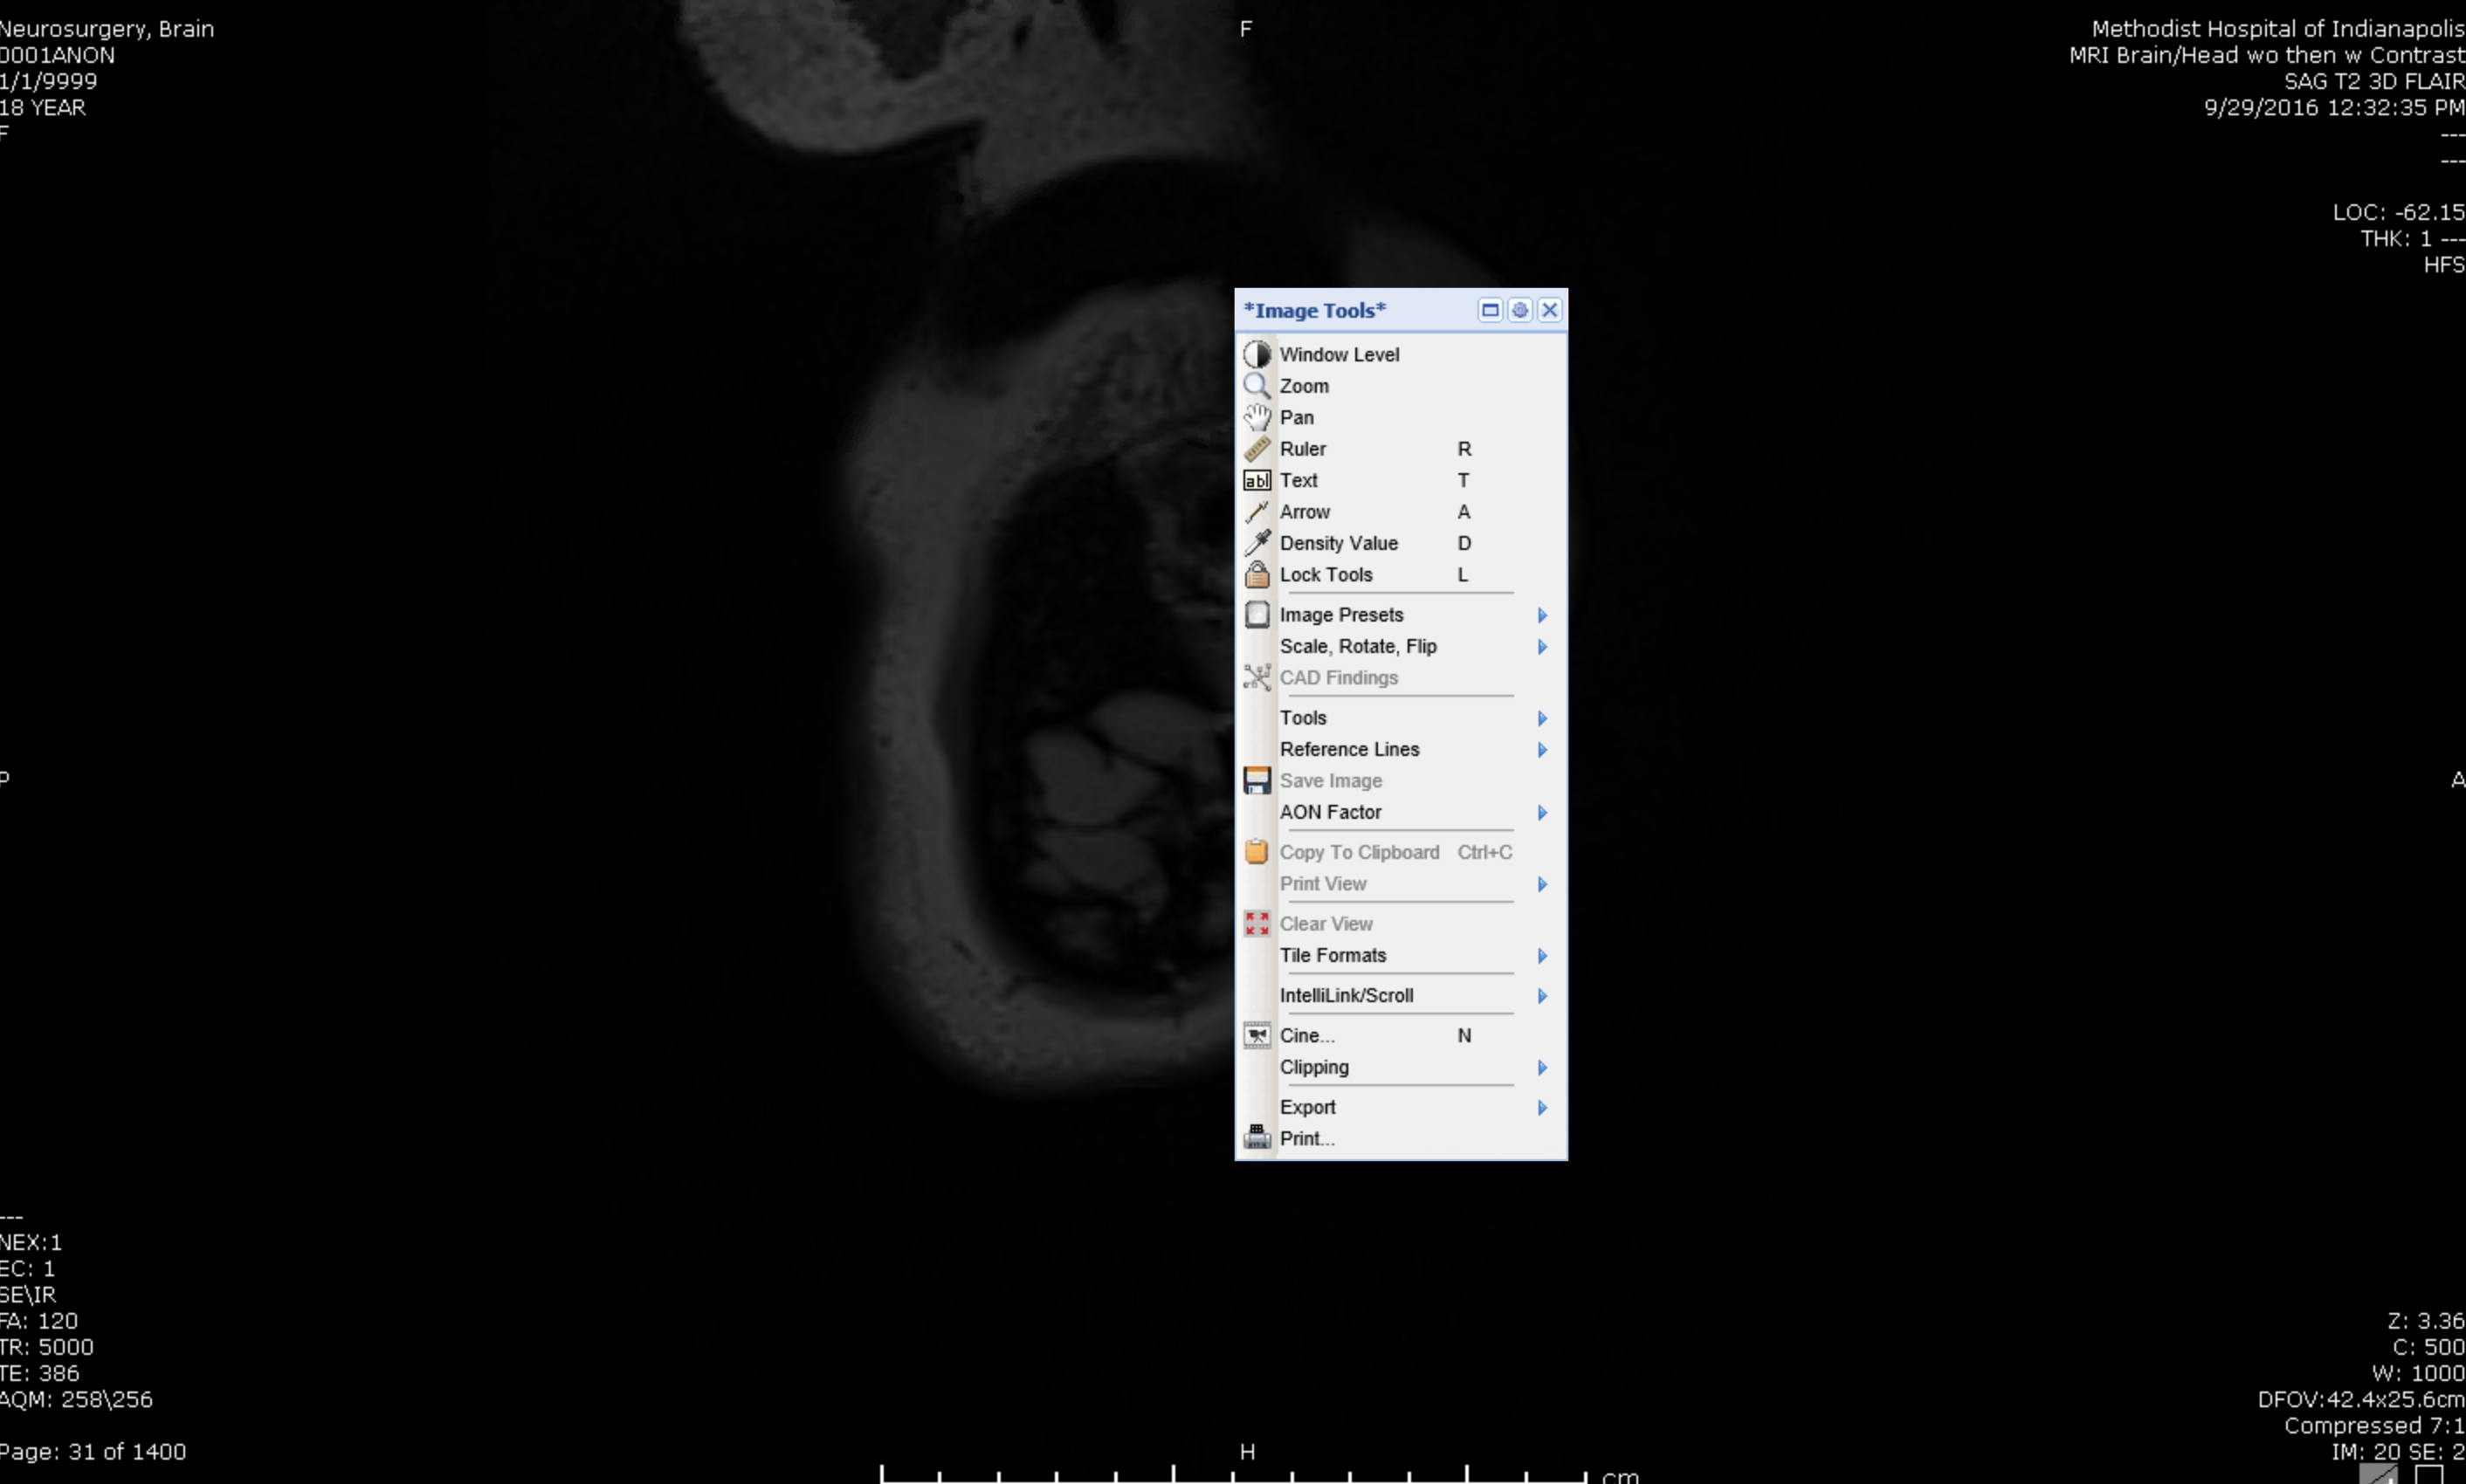 Neurosurgery, Brain
0001ANON
1/1/9999
18 YEAR
F
F
Methodist Hospital of Indianapolis
MRI Brain/Head wo then w Contrast
SAG T2 3D FLAIR
9/29/2016 12:32:35 PM
---
---
LOC: -62.15
THK: 1 ---
HFS
*Image Tools*
Window Level
Zoom
Pan
Ruler R
abl Text T
Arrow A
Density Value D
Lock Tools L
Image Presets
Scale, Rotate, Flip
CAD Findings
Tools
Reference Lines
Save Image
AON Factor
Copy To Clipboard Ctrl+C
Print View
Clear View
Tile Formats
IntelliLink/Scroll
Cine... N
Clipping
Export
Print...
P
A
---
NEX:1
EC: 1
SE\IR
FA: 120
TR: 5000
TE: 386
AQM: 258\256
Page: 31 of 1400
H
cm
Z: 3.36
C: 500
W: 1000
DFOV:42.4x25.6cm
Compressed 7:1
IM: 20 SE: 2